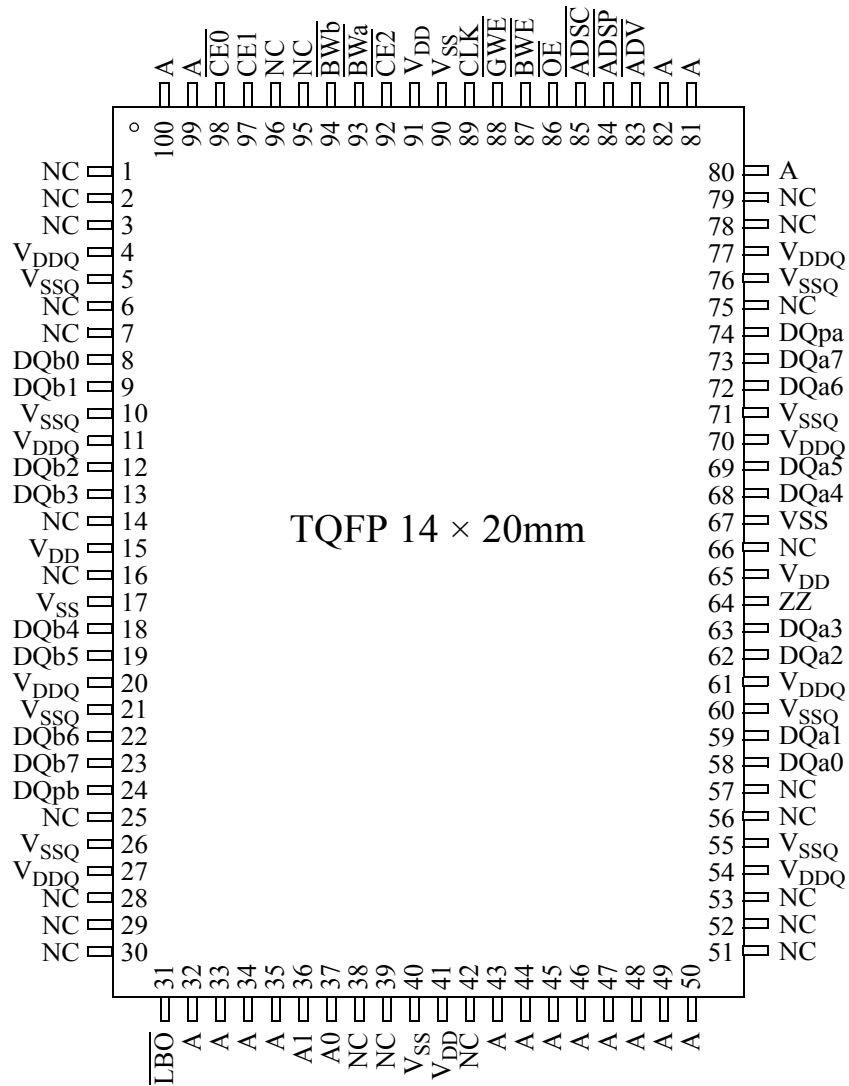 A A CE0 CE1 NC NC BWb BWa CE2 VDD VSS CLK GWE BWE OE ADSC ADSP ADV A A
100 99 98 97 96 95 94 93 92 91 90 89 88 87 86 85 84 83 82 81
NC 1 80 A
NC 2 79 NC
NC 3 78 NC
VDDQ 4 77 VDDQ
VSSQ 5 76 VSSQ
NC 6 75 NC
NC 7 74 DQpa
DQb0 8 73 DQa7
DQb1 9 72 DQa6
VSSQ 10 71 VSSQ
VDDQ 11 70 VDDQ
DQb2 12 69 DQa5
DQb3 13 68 DQa4
NC 14 67 VSS
TQFP 14 × 20mm
VDD 15 66 NC
NC 16 65 VDD
VSS 17 64 ZZ
DQb4 18 63 DQa3
DQb5 19 62 DQa2
VDDQ 20 61 VDDQ
VSSQ 21 60 VSSQ
DQb6 22 59 DQa1
DQb7 23 58 DQa0
DQpb 24 57 NC
NC 25 56 NC
VSSQ 26 55 VSSQ
VDDQ 27 54 VDDQ
NC 28 53 NC
NC 29 52 NC
NC 30 51 NC
31 32 33 34 35 36 37 38 39 40 41 42 43 44 45 46 47 48 49 50
LBO A A A A A1 A0 NC NC VSS VDD NC A A A A A A A A